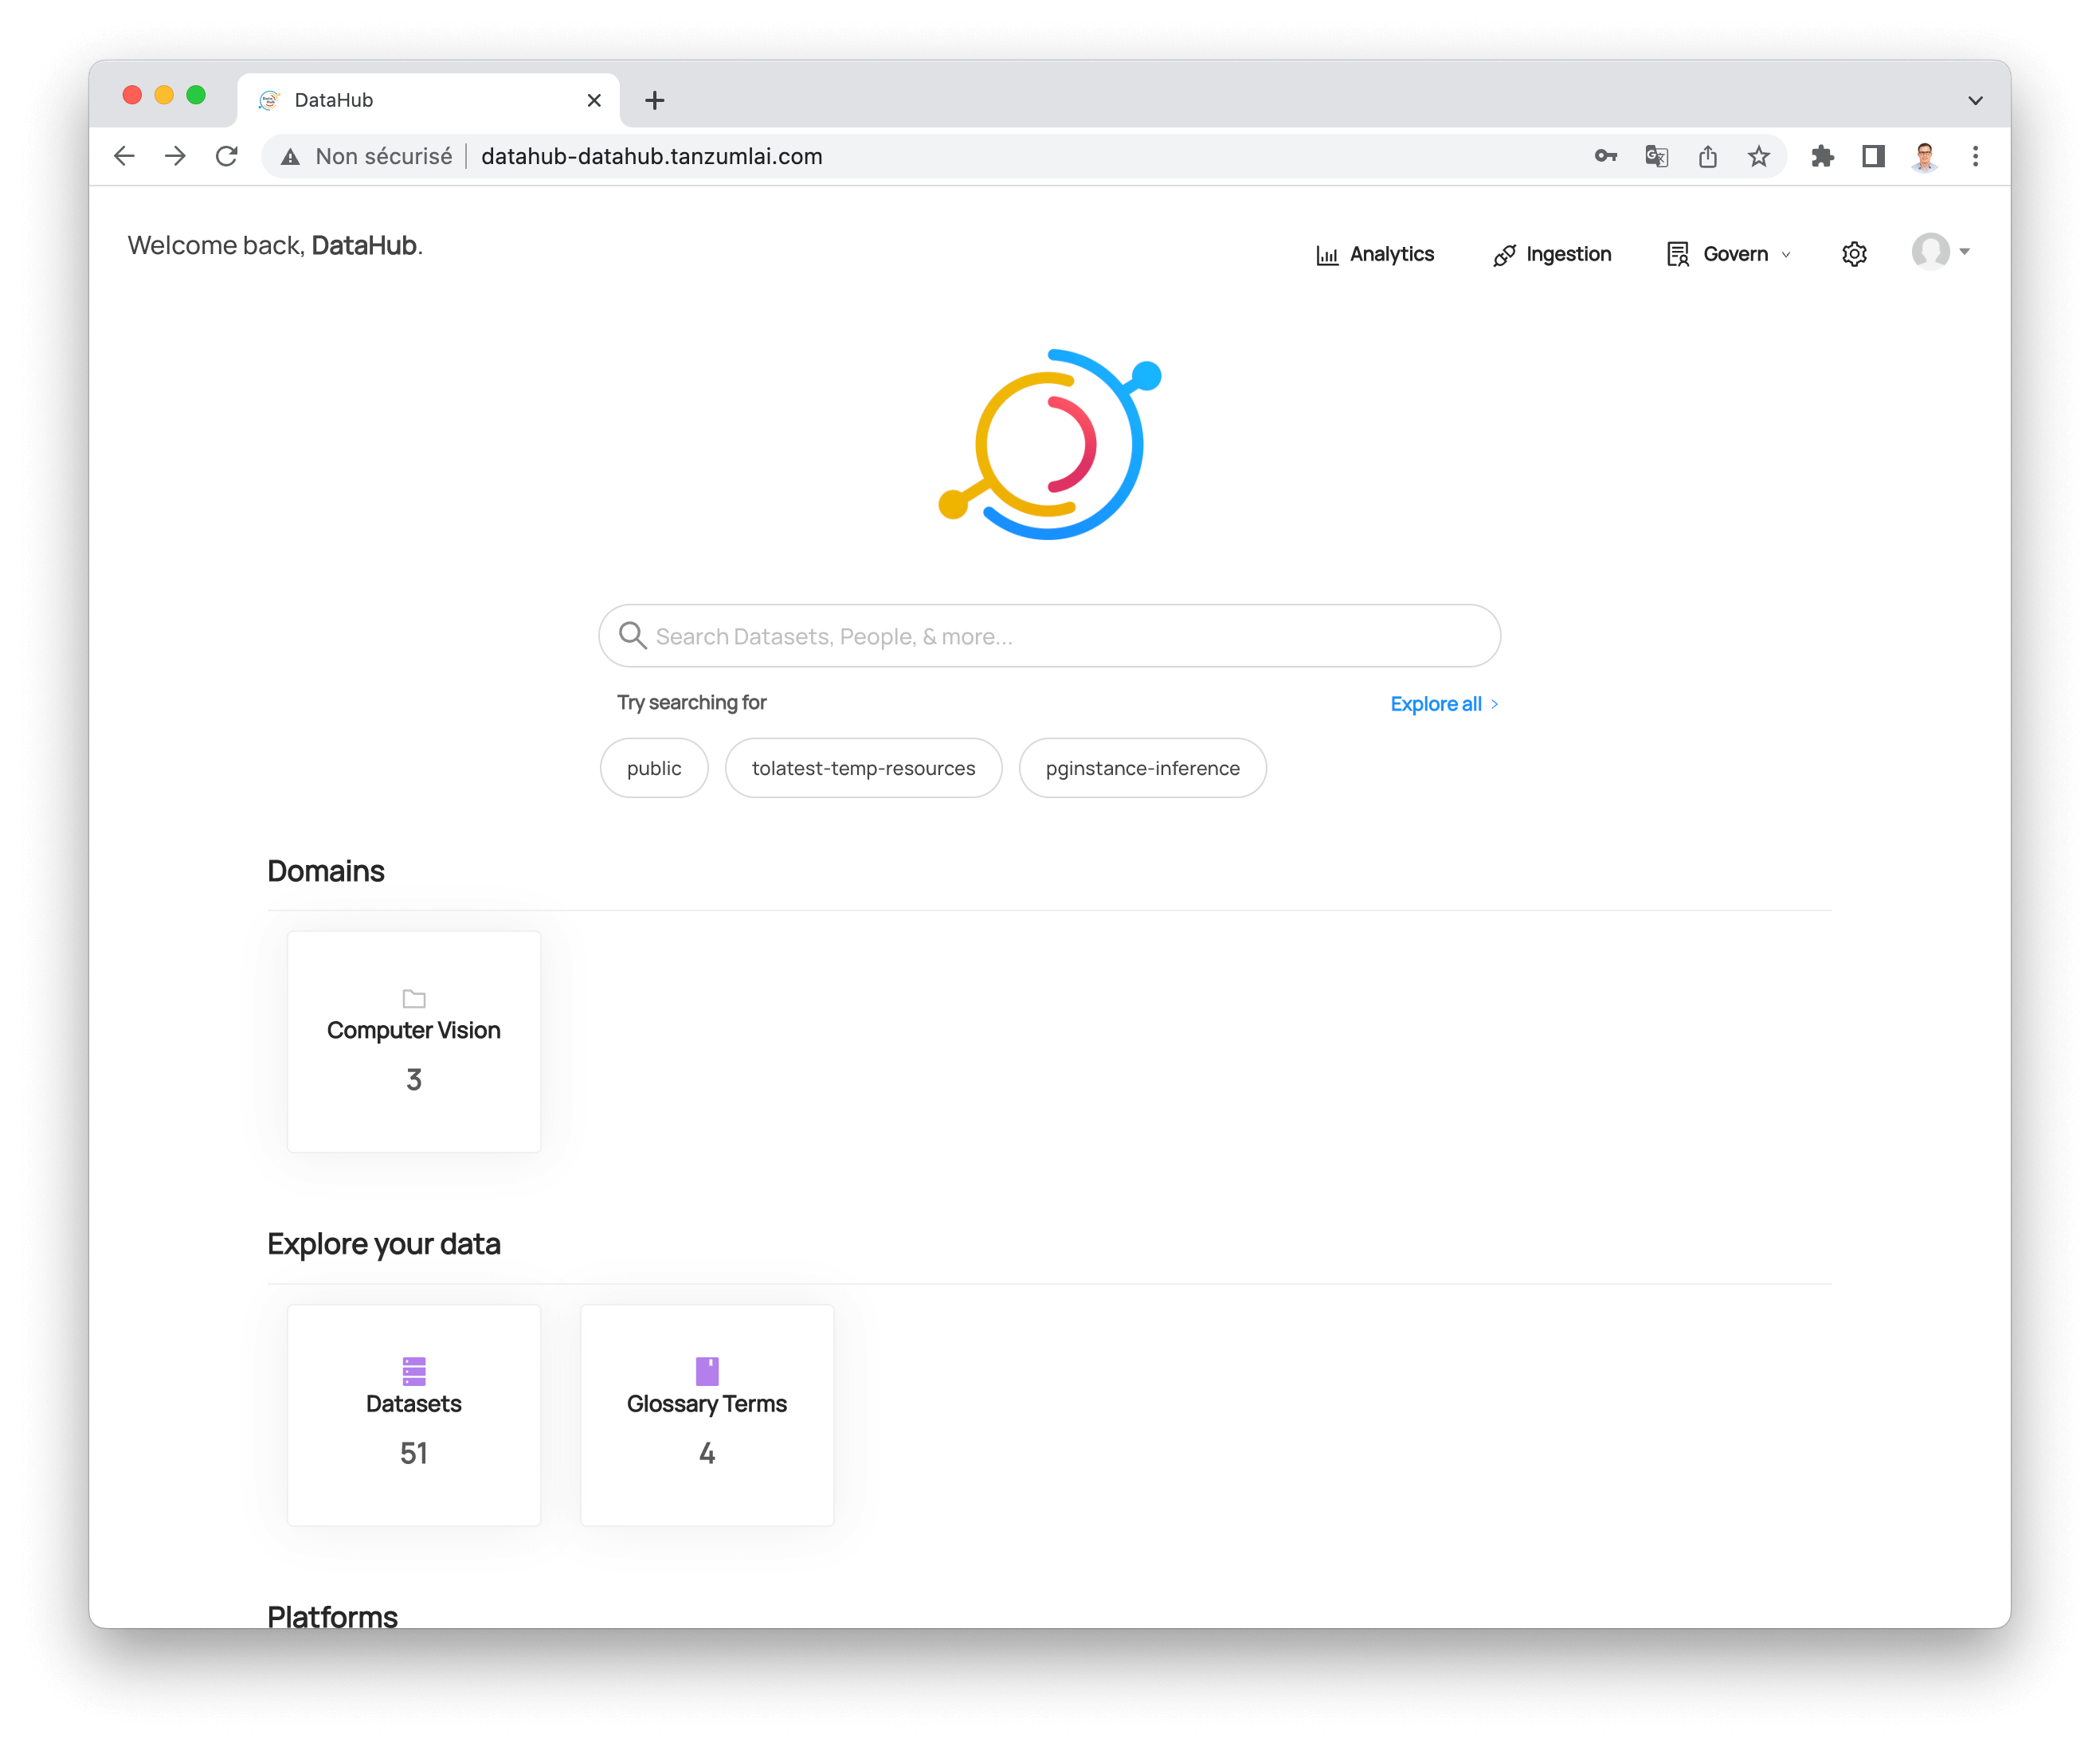 DataHub
Non sécurisé datahub-datahub.tanzumlai.com
Welcome back, DataHub.
Analytics Ingestion Govern
Search Datasets, People, & more...
Try searching for Explore all
public tolatest-temp-resources pginstance-inference
Domains
Computer Vision
3
Explore your data
Datasets Glossary Terms
51 4
Platforms